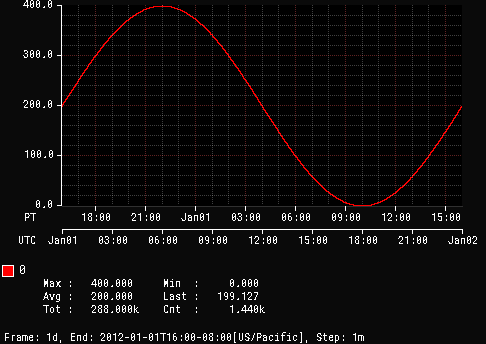 400.0
300.0
200.0
100.0
0.0
PT 18:00 21:00 Jan01 03:00 06:00 09:00 12:00 15:00
UTC Jan01 03:00 06:00 09:00 12:00 15:00 18:00 21:00 Jan02
0
Max : 400.000 Min : 0.000
Avg : 200.000 Last : 199.127
Tot : 288.000k Cnt : 1.440k
Frame: 1d, End: 2012-01-01T16:00-08:00[US/Pacific], Step: 1m